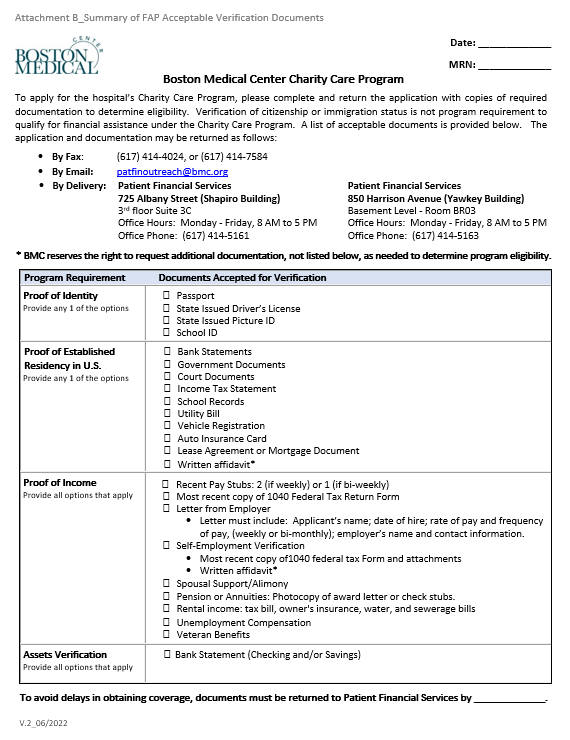 Attachment B_Summary of FAP Acceptable Verification Documents
BOSTON
MEDICAL
CENTER
Date: _____________
MRN: _____________
Boston Medical Center Charity Care Program
To apply for the hospital's Charity Care Program, please complete and return the application with copies of required
documentation to determine eligibility. Verification of citizenship or immigration status is not program requirement to
qualify for financial assistance under the Charity Care Program. A list of acceptable documents is provided below. The
application and documentation may be returned as follows:
• By Fax: (617) 414-4024, or (617) 414-7584
• By Email: patfinoutreach@bmc.org
• By Delivery: Patient Financial Services
725 Albany Street (Shapiro Building)
3rd floor Suite 3C
Office Hours: Monday - Friday, 8 AM to 5 PM
Office Phone: (617) 414-5161
Patient Financial Services
850 Harrison Avenue (Yawkey Building)
Basement Level - Room BR03
Office Hours: Monday - Friday, 8 AM to 5 PM
Office Phone: (617) 414-5163
* BMC reserves the right to request additional documentation, not listed below, as needed to determine program eligibility.
Program Requirement Documents Accepted for Verification
Proof of Identity
Provide any 1 of the options
☐ Passport
☐ State Issued Driver's License
☐ State Issued Picture ID
☐ School ID
Proof of Established
Residency in U.S.
Provide any 1 of the options
☐ Bank Statements
☐ Government Documents
☐ Court Documents
☐ Income Tax Statement
☐ School Records
☐ Utility Bill
☐ Vehicle Registration
☐ Auto Insurance Card
☐ Lease Agreement or Mortgage Document
☐ Written affidavit*
Proof of Income
Provide all options that apply
☐ Recent Pay Stubs: 2 (if weekly) or 1 (if bi-weekly)
☐ Most recent copy of 1040 Federal Tax Return Form
☐ Letter from Employer
• Letter must include: Applicant's name; date of hire; rate of pay and frequency
of pay, (weekly or bi-monthly); employer's name and contact information.
☐ Self-Employment Verification
• Most recent copy of1040 federal tax Form and attachments
• Written affidavit*
☐ Spousal Support/Alimony
☐ Pension or Annuities: Photocopy of award letter or check stubs.
☐ Rental income: tax bill, owner's insurance, water, and sewerage bills
☐ Unemployment Compensation
☐ Veteran Benefits
Assets Verification
Provide all options that apply
☐ Bank Statement (Checking and/or Savings)
To avoid delays in obtaining coverage, documents must be returned to Patient Financial Services by _____________.
V.2_06/2022